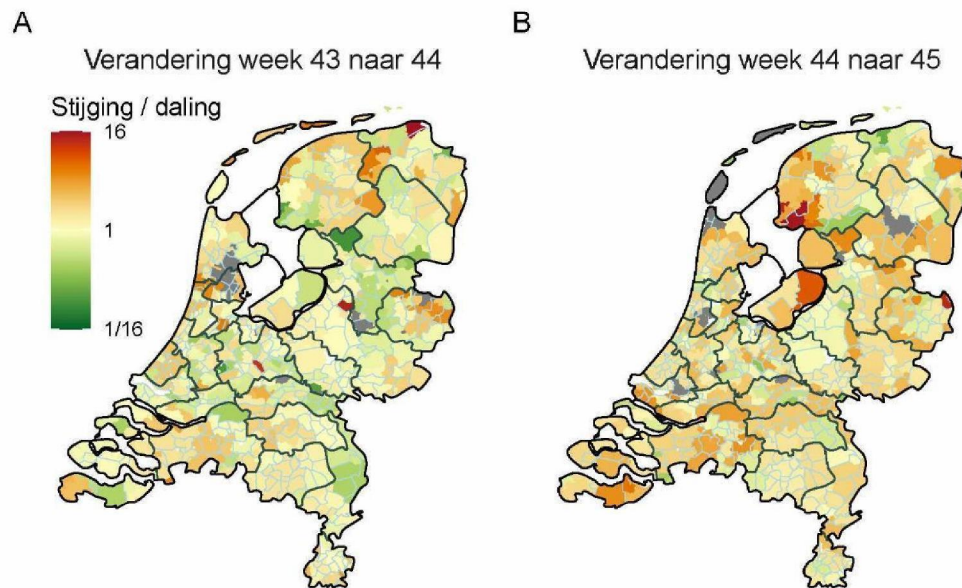 A
Verandering week 43 naar 44
Stijging / daling
16
1
1/16
B
Verandering week 44 naar 45